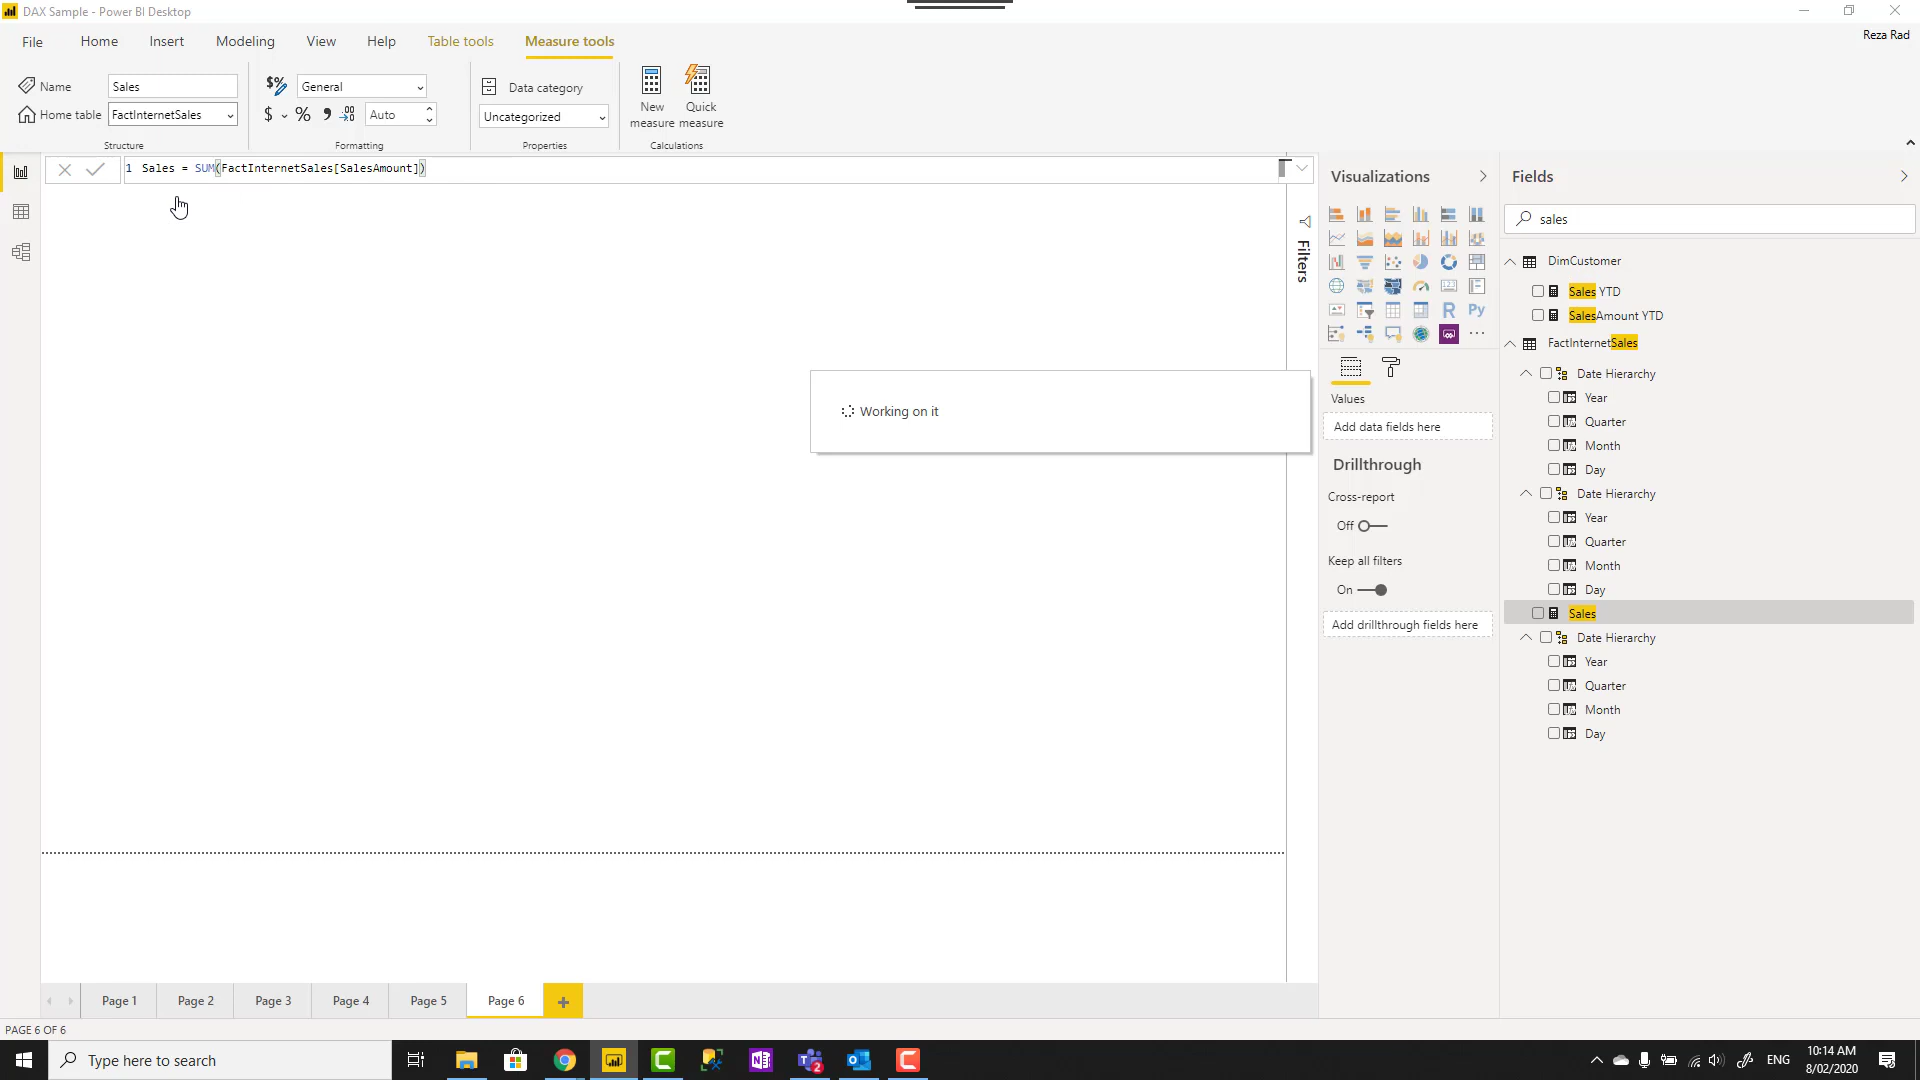 DAX Sample - Power BI Desktop
Reza Rad
File Home Insert Modeling View Help Table tools Measure tools
Name Sales
Home table FactInternetSales
Structure
$% General
$ % 9 .00 Auto
Formatting
Data category
Uncategorized
Properties
New measure
Quick measure
Calculations
1 Sales = SUM(FactInternetSales[SalesAmount])
Filters
Working on it
Visualizations
R Py
Values
Add data fields here
Drillthrough
Cross-report
Off
Keep all filters
On
Add drillthrough fields here
Fields
sales
DimCustomer
Sales YTD
SalesAmount YTD
FactInternetSales
Date Hierarchy
Year
Quarter
Month
Day
Date Hierarchy
Year
Quarter
Month
Day
Sales
Date Hierarchy
Year
Quarter
Month
Day
Page 1 Page 2 Page 3 Page 4 Page 5 Page 6 +
PAGE 6 OF 6
Type here to search
ENG
10:14 AM
8/02/2020